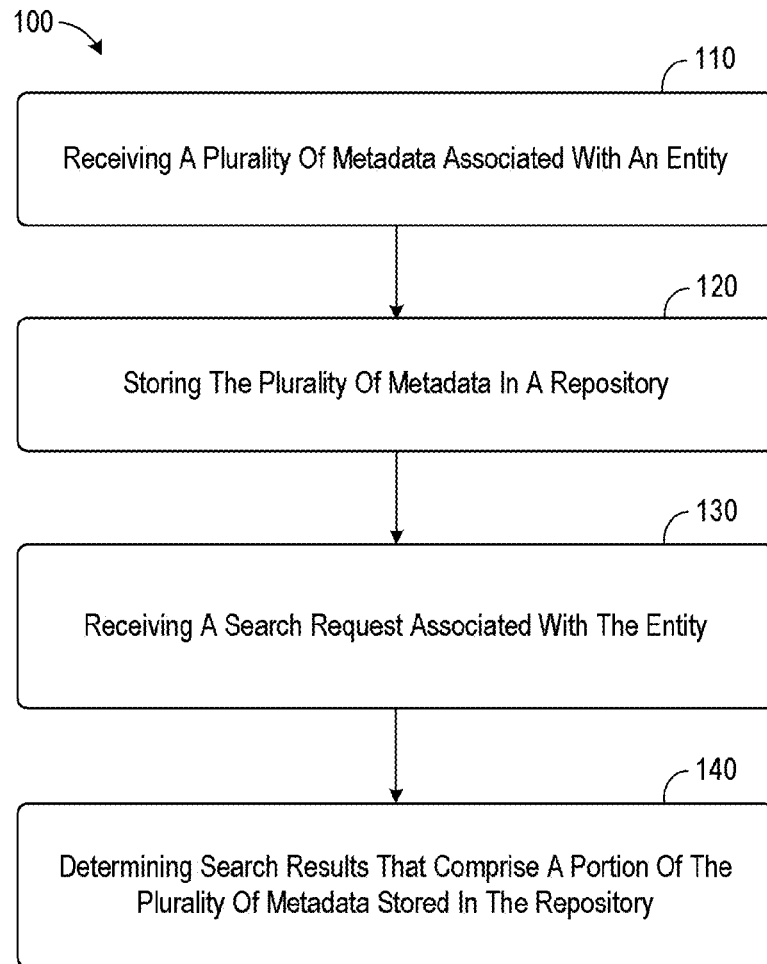 100
110
Receiving A Plurality Of Metadata Associated With An Entity
120
Storing The Plurality Of Metadata In A Repository
130
Receiving A Search Request Associated With The Entity
140
Determining Search Results That Comprise A Portion Of The
Plurality Of Metadata Stored In The Repository